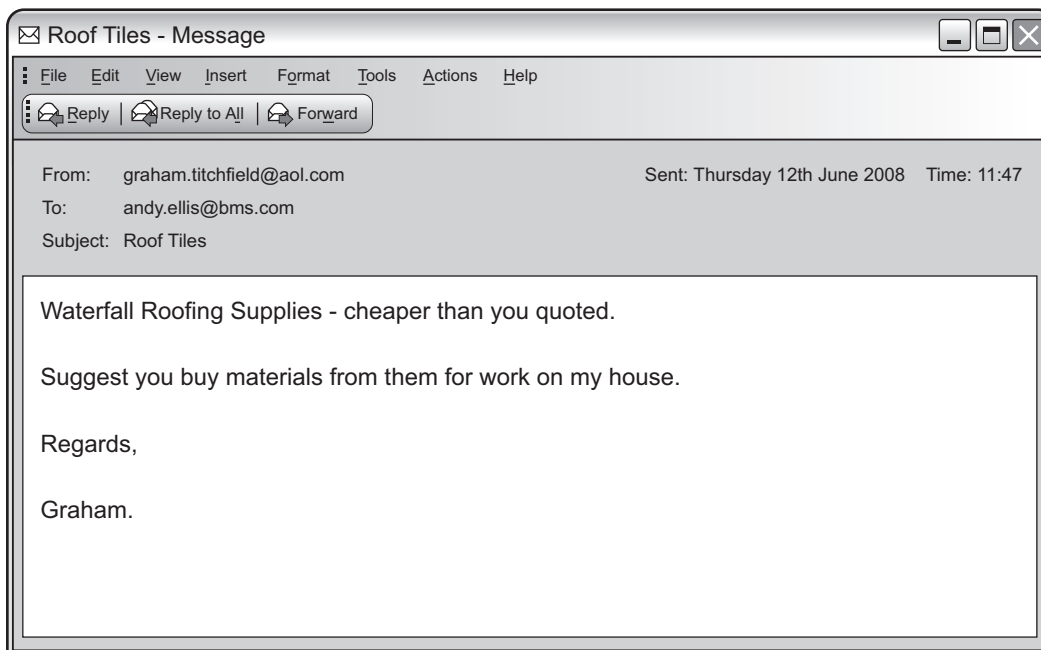 Roof Tiles - Message
File Edit View Insert Format Tools Actions Help
Reply Reply to All Forward
From: graham.titchfield@aol.com Sent: Thursday 12th June 2008 Time: 11:47
To: andy.ellis@bms.com
Subject: Roof Tiles
Waterfall Roofing Supplies - cheaper than you quoted.
Suggest you buy materials from them for work on my house.
Regards,
Graham.